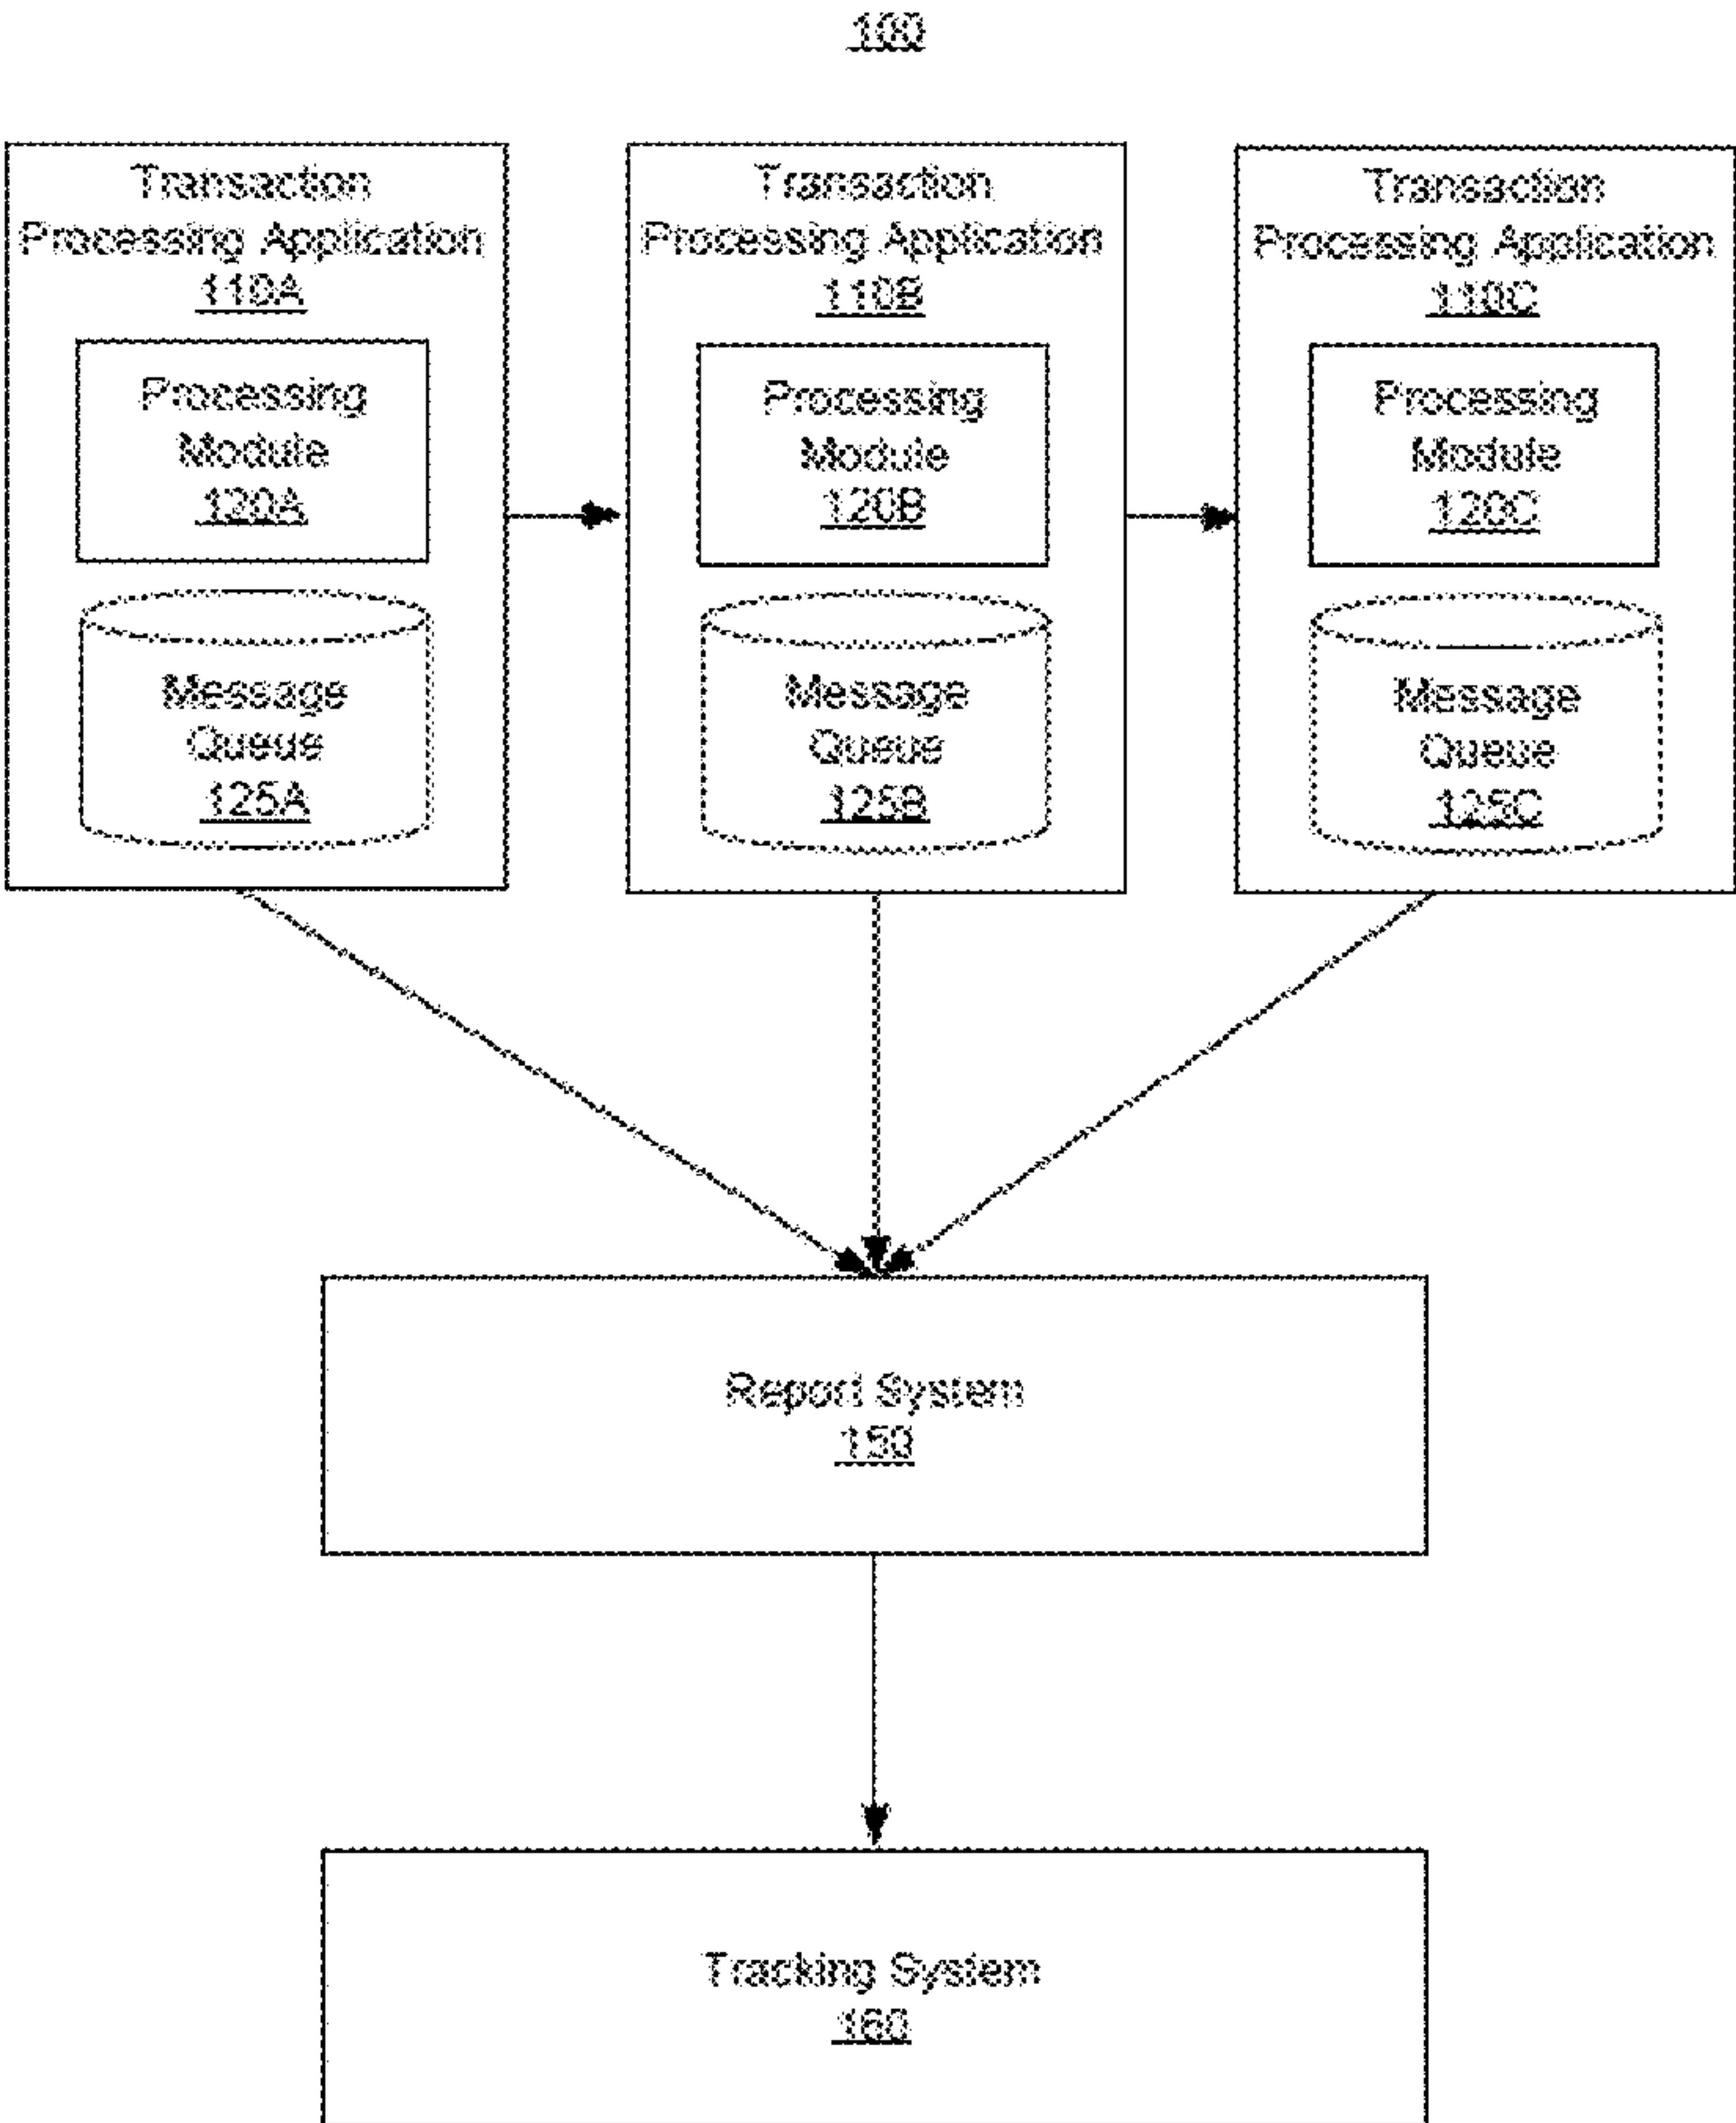 100
Transaction
Processing Application
110A
Processing
Module
120A
Message
Queue
125A
Transaction
Processing Application
110B
Processing
Module
120B
Message
Queue
125B
Transaction
Processing Application
110C
Processing
Module
120C
Message
Queue
125C
Report System
150
Tracking System
160